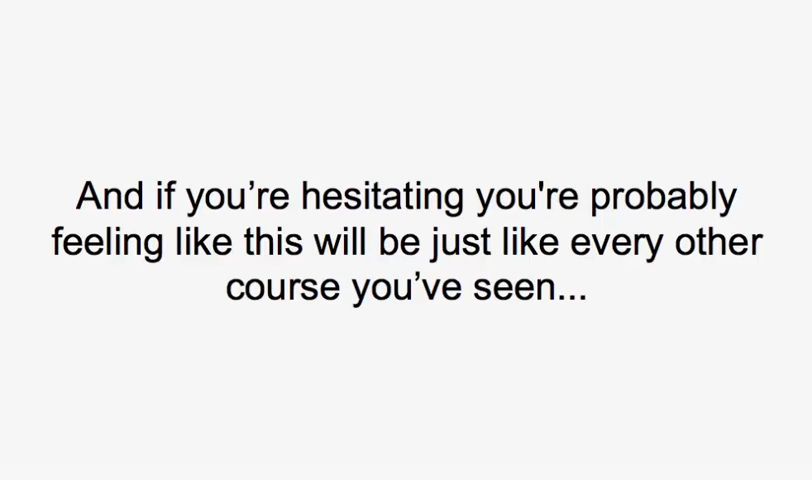 And if you’re hesitating you're probably
feeling like this will be just like every other
course you’ve seen...